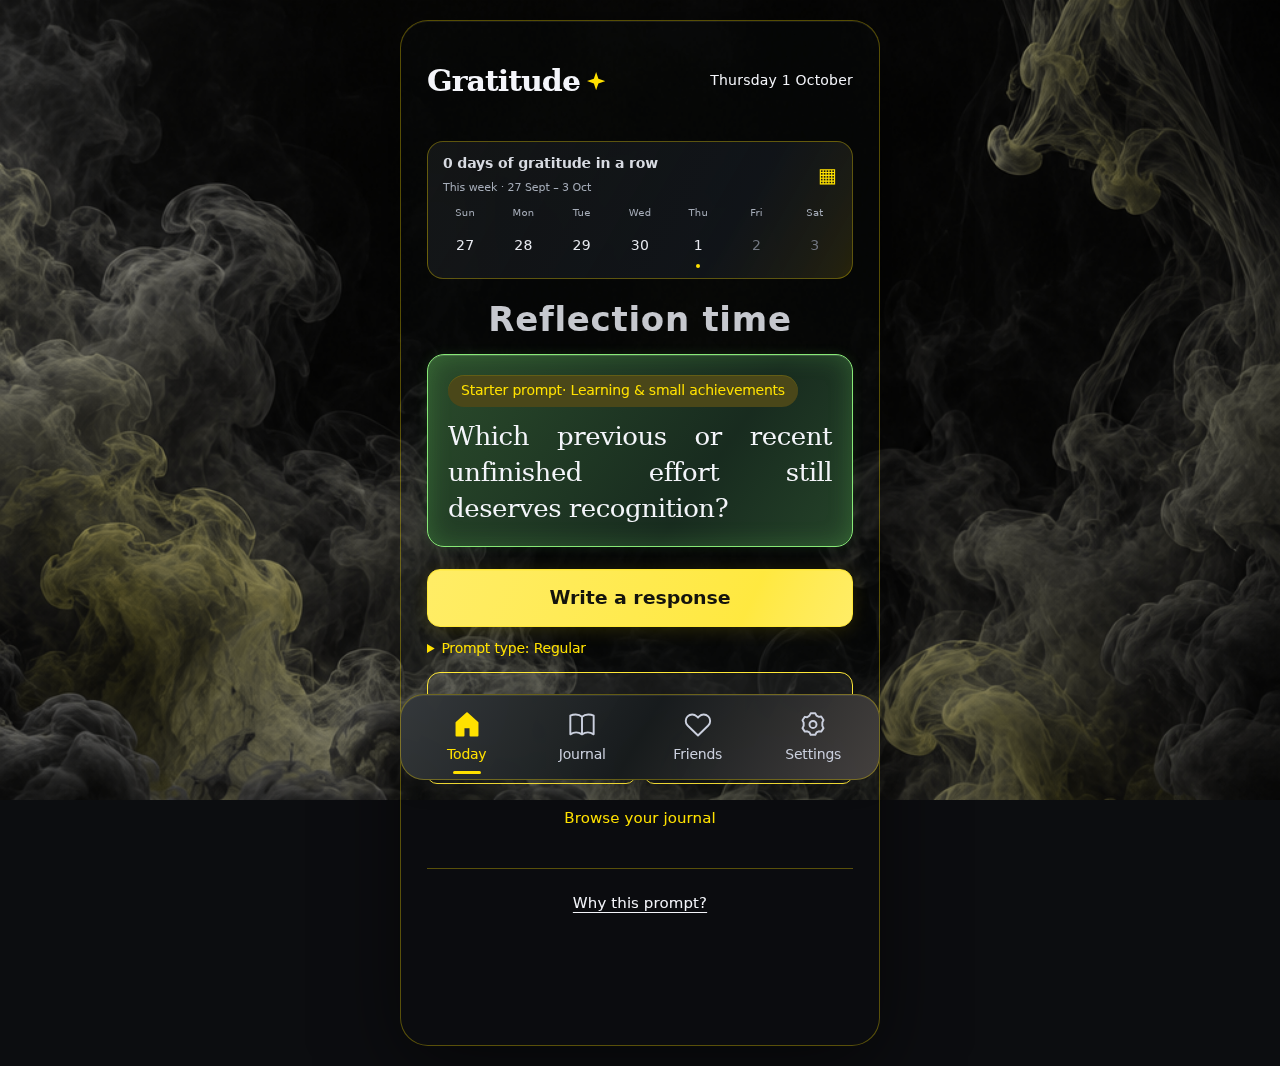 Gratitude
Thursday 1 October
0 days of gratitude in a row
This week · 27 Sept – 3 Oct
Sun Mon Tue Wed Thu Fri Sat
27 28 29 30 1 2 3
Reflection time
Starter prompt· Learning & small achievements
Which previous or recent
unfinished effort still
deserves recognition?
Write a response
Prompt type: Regular
Today Journal Friends Settings
Browse your journal
Why this prompt?